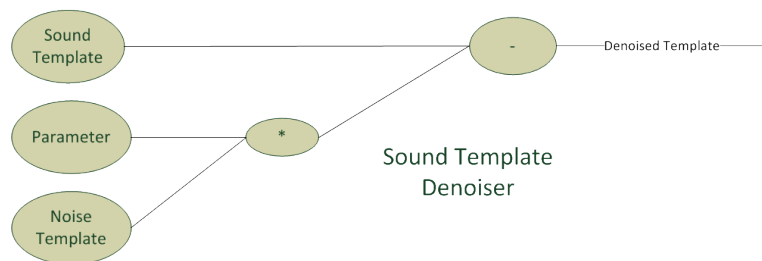 Sound
Template
-
Denoised Template
Parameter
*
Sound Template
Denoiser
Noise
Template